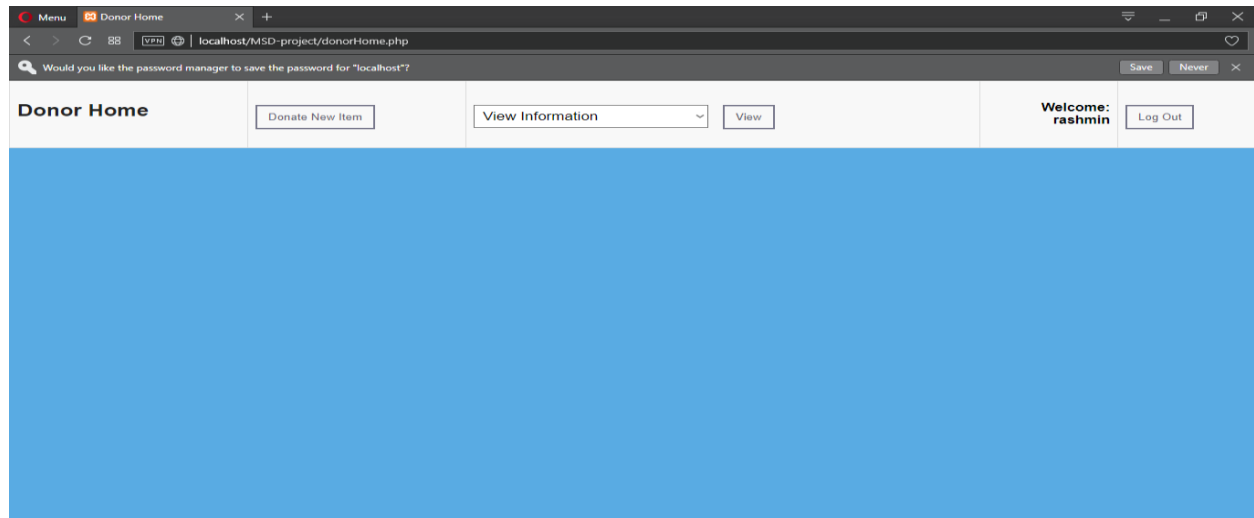 Menu
Donor Home
VPN
localhost/MSD-project/donorHome.php
Would you like the password manager to save the password for "localhost"?
Save
Never
Donor Home
Donate New Item
View Information
View
Welcome:
rashmin
Log Out